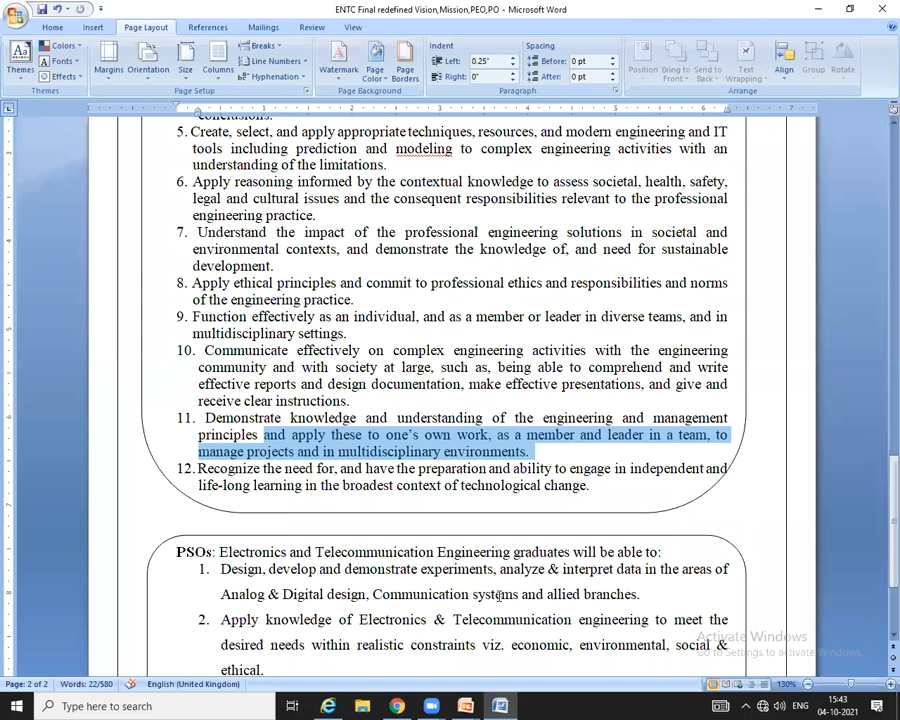 ENTC Final redefined Vision,Mission,PEO,PO - Microsoft Word
Home Insert Page Layout References Mailings Review View
Themes Colors Fonts Effects Themes
Margins Orientation Size Columns Breaks Line Numbers Hyphenation Page Setup
Watermark Page Color Page Borders Page Background
Indent Left: 0.25" Right: 0" Spacing Before: 0 pt After: 0 pt Paragraph
Position Bring to Front Send to Back Text Wrapping Align Group Rotate Arrange
1 2 3 4 5 6 7
conclusions.
5. Create, select, and apply appropriate techniques, resources, and modern engineering and IT
tools including prediction and modeling to complex engineering activities with an
understanding of the limitations.
6. Apply reasoning informed by the contextual knowledge to assess societal, health, safety,
legal and cultural issues and the consequent responsibilities relevant to the professional
engineering practice.
7. Understand the impact of the professional engineering solutions in societal and
environmental contexts, and demonstrate the knowledge of, and need for sustainable
development.
8. Apply ethical principles and commit to professional ethics and responsibilities and norms
of the engineering practice.
9. Function effectively as an individual, and as a member or leader in diverse teams, and in
multidisciplinary settings.
10. Communicate effectively on complex engineering activities with the engineering
community and with society at large, such as, being able to comprehend and write
effective reports and design documentation, make effective presentations, and give and
receive clear instructions.
11. Demonstrate knowledge and understanding of the engineering and management
principles and apply these to one's own work, as a member and leader in a team, to
manage projects and in multidisciplinary environments.
12. Recognize the need for, and have the preparation and ability to engage in independent and
life-long learning in the broadest context of technological change.
PSOs: Electronics and Telecommunication Engineering graduates will be able to:
1. Design, develop and demonstrate experiments, analyze & interpret data in the areas of
Analog & Digital design, Communication systems and allied branches.
2. Apply knowledge of Electronics & Telecommunication engineering to meet the
desired needs within realistic constraints viz. economic, environmental, social &
ethical.
Activate Windows
Go to Settings to activate Windows.
Page: 2 of 2 Words: 22/580 English (United Kingdom) 130%
Type here to search
15:43
04-10-2021